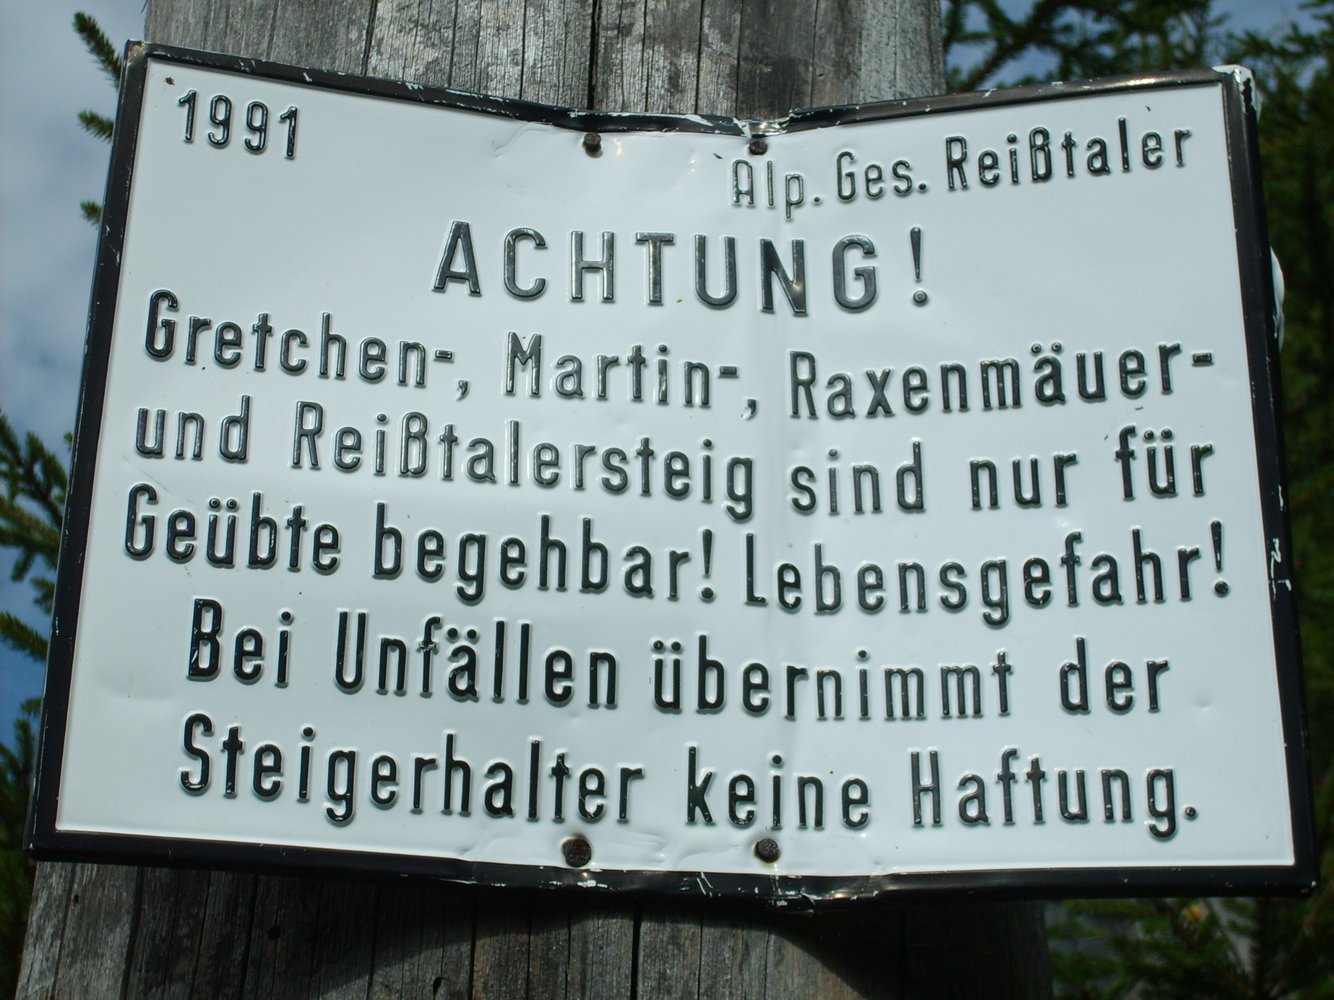 1991
Alp. Ges. Reißtaler
ACHTUNG!
Gretchen-, Martin-, Raxenmäuer-
und Reißtalersteig sind nur für
Geübte begehbar! Lebensgefahr!
Bei Unfällen übernimmt der
Steigerhalter keine Haftung.